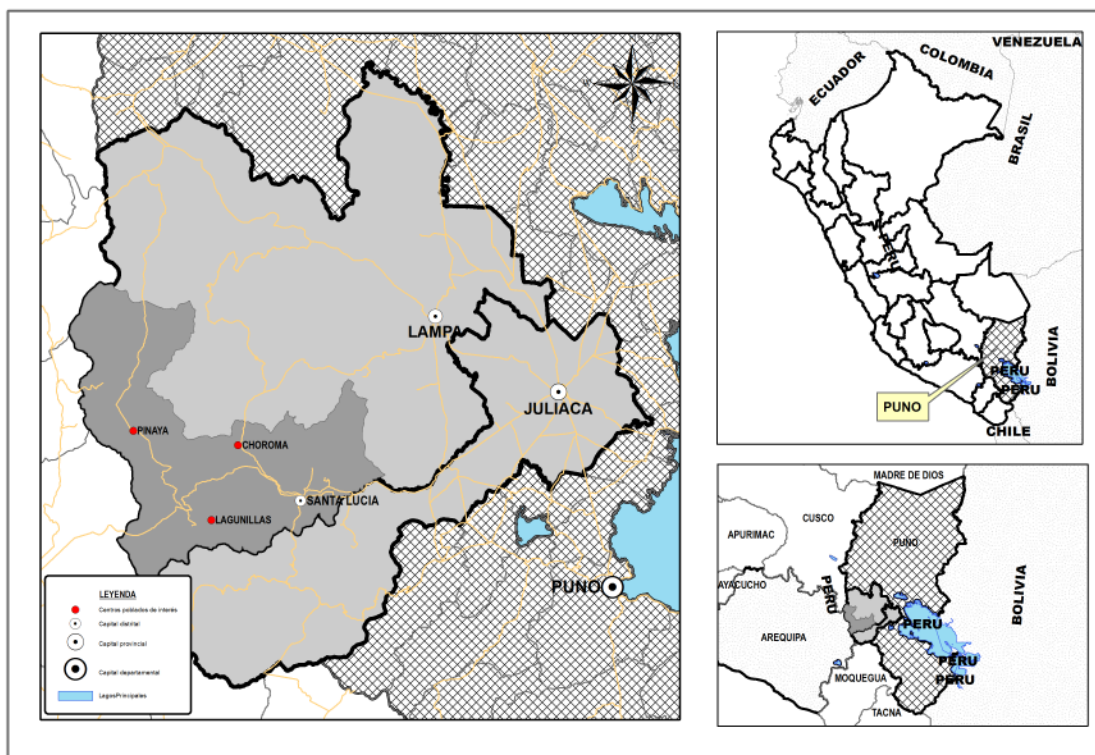 LAMPA
JULIACA
PINAYA
CHOROMA
SANTA LUCIA
LAGUNILLAS
PUNO
LEYENDA
Centros poblados de interés
Capital distrital
Capital provincial
Capital departamental
LagosPrincipales
VENEZUELA
COLOMBIA
ECUADOR
BRASIL
PERU
BOLIVIA
PERU
PERU
PUNO
CHILE
MADRE DE DIOS
CUSCO
APURIMAC
PUNO
AYACUCHO
PERU
BOLIVIA
PERU
AREQUIPA
PERU
MOQUEGUA
PERU
TACNA